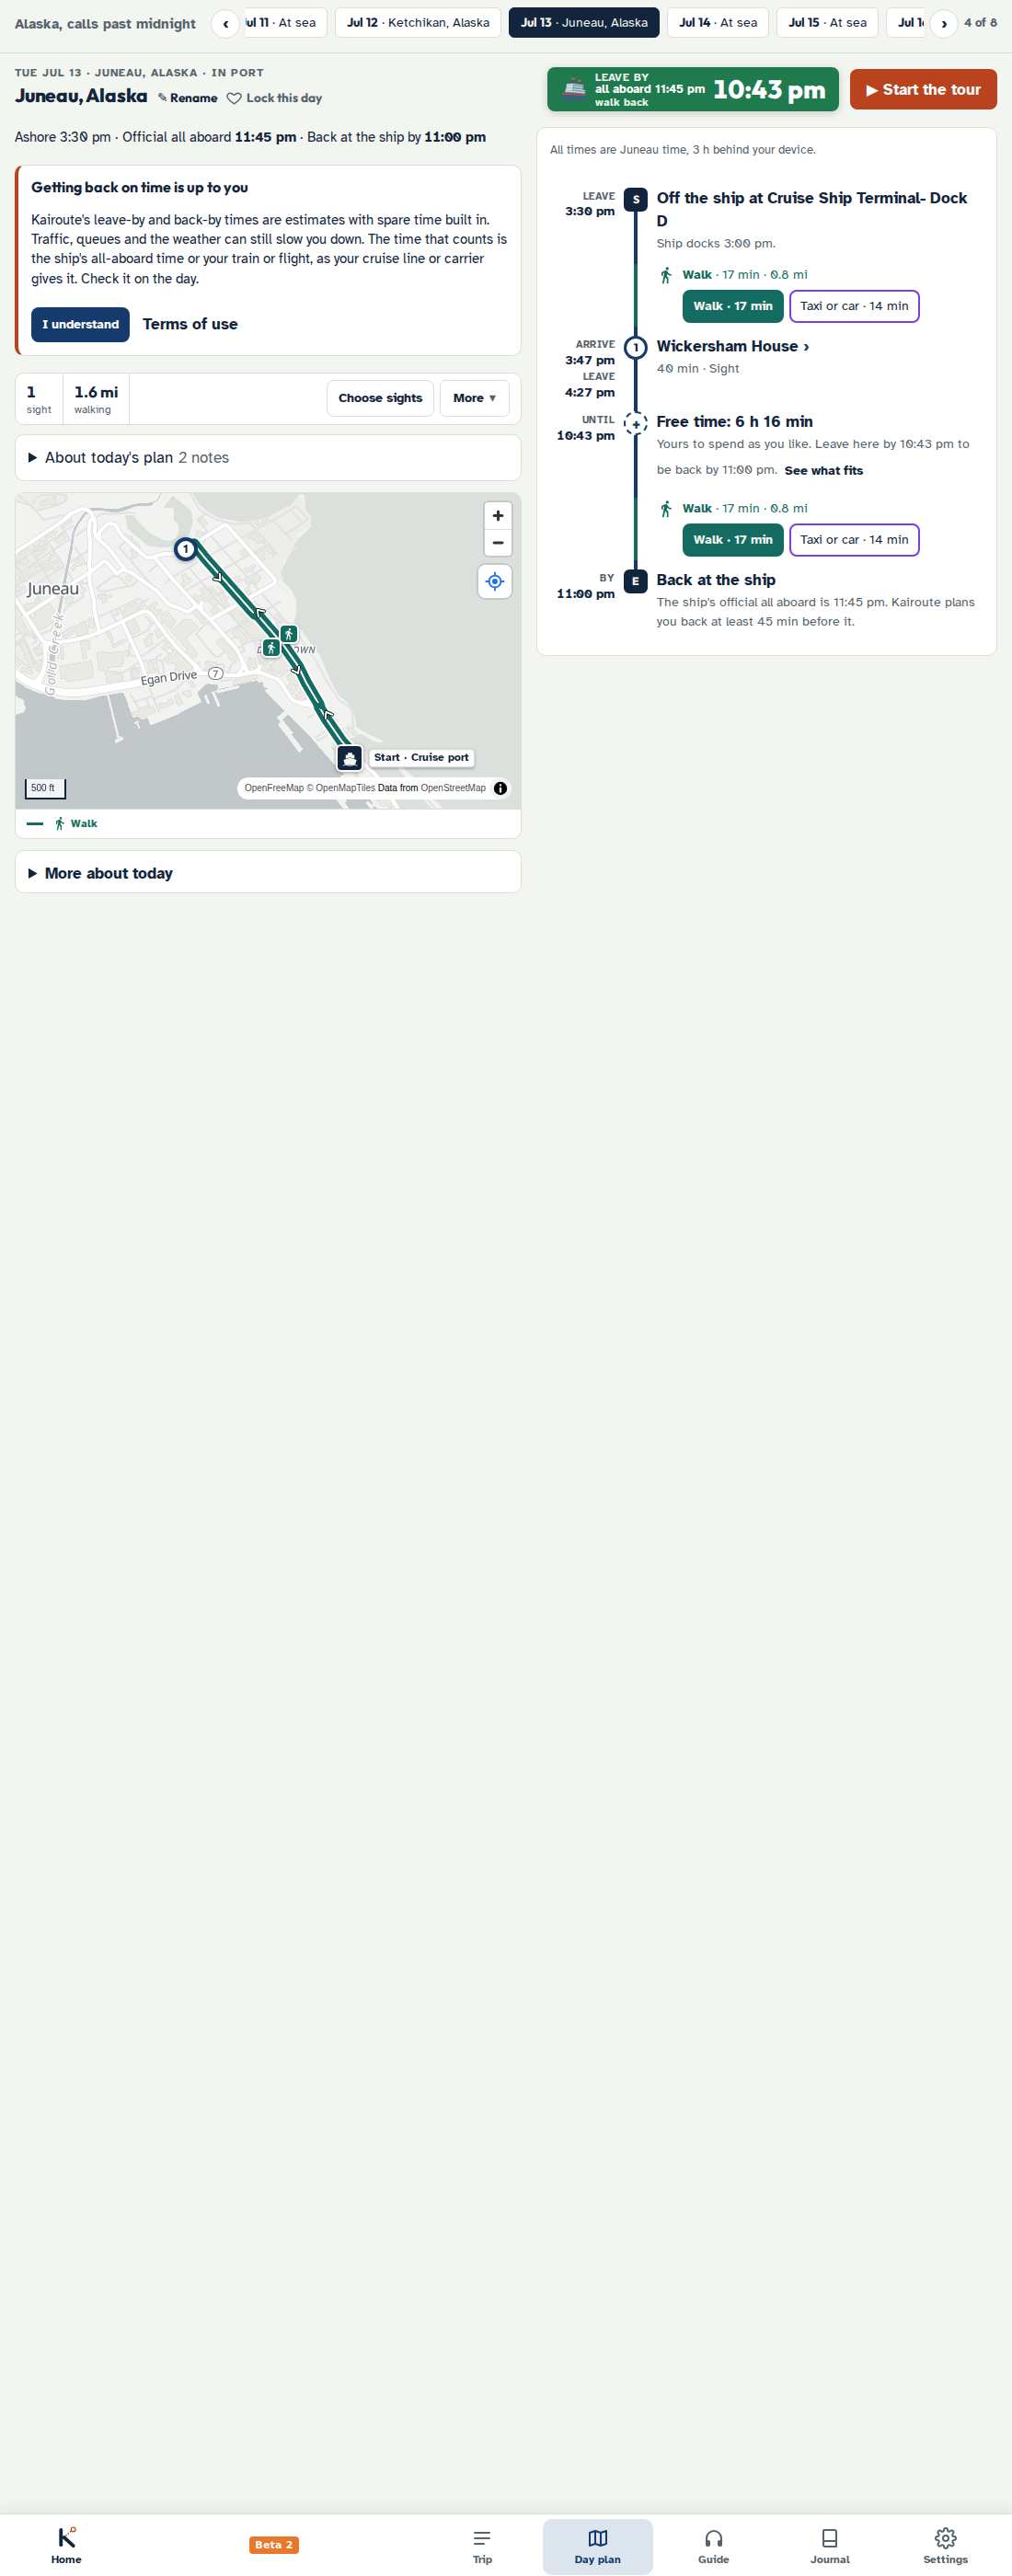 Alaska, calls past midnight
‹
Jul 11 · At sea
Jul 12 · Ketchikan, Alaska
Jul 13 · Juneau, Alaska
Jul 14 · At sea
Jul 15 · At sea
›
4 of 8
TUE JUL 13 · JUNEAU, ALASKA · IN PORT
Juneau, Alaska
✎ Rename
Lock this day
LEAVE BY
all aboard 11:45 pm
walk back
10:43 pm
▶ Start the tour
Ashore 3:30 pm · Official all aboard 11:45 pm · Back at the ship by 11:00 pm
Getting back on time is up to you
Kairoute's leave-by and back-by times are estimates with spare time built in.
Traffic, queues and the weather can still slow you down. The time that counts is
the ship's all-aboard time or your train or flight, as your cruise line or carrier
gives it. Check it on the day.
I understand
Terms of use
1
sight
1.6 mi
walking
Choose sights
More ▼
▶ About today's plan 2 notes
1
Juneau
Gold Creek
Egan Drive
7
Start · Cruise port
+
−
500 ft
OpenFreeMap © OpenMapTiles Data from OpenStreetMap
Walk
▶ More about today
All times are Juneau time, 3 h behind your device.
LEAVE
3:30 pm
S
Off the ship at Cruise Ship Terminal- Dock
D
Ship docks 3:00 pm.
Walk · 17 min · 0.8 mi
Walk · 17 min
Taxi or car · 14 min
ARRIVE
3:47 pm
LEAVE
4:27 pm
1
Wickersham House ›
40 min · Sight
UNTIL
10:43 pm
+
Free time: 6 h 16 min
Yours to spend as you like. Leave here by 10:43 pm to
be back by 11:00 pm. See what fits
Walk · 17 min · 0.8 mi
Walk · 17 min
Taxi or car · 14 min
BY
11:00 pm
E
Back at the ship
The ship's official all aboard is 11:45 pm. Kairoute plans
you back at least 45 min before it.
Home
Beta 2
Trip
Day plan
Guide
Journal
Settings